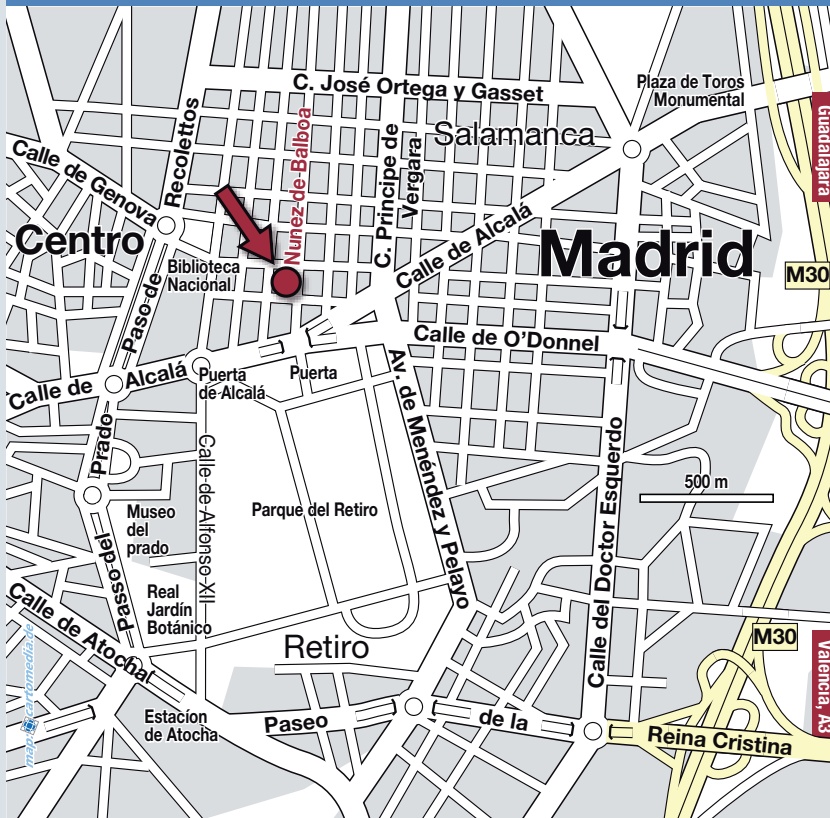 C. José Ortega y Gasset
Plaza de Toros
Monumental
Guadalajara
Recolettos
Nunez-de-Balboa
C. Principe de
Vergara
Salamanca
Calle de Genova
Centro
Biblioteca
Nacional
Calle de Alcalá
Madrid
M30
Paso de
Calle de O'Donnel
Calle de Alcalá
Puerta
de Alcalá
Puerta
Av. de Menéndez y Pelayo
Prado
Calle-de-Alfonso-XII
Parque del Retiro
500 m
Museo
del
prado
Passo del
Calle del Doctor Esquerdo
Real
Jardín
Botánico
Calle de Atochal
Retiro
M30
Valencia, A3
map:cartomedia.de
Estacíon
de Atocha
Paseo
de la
Reina Cristina